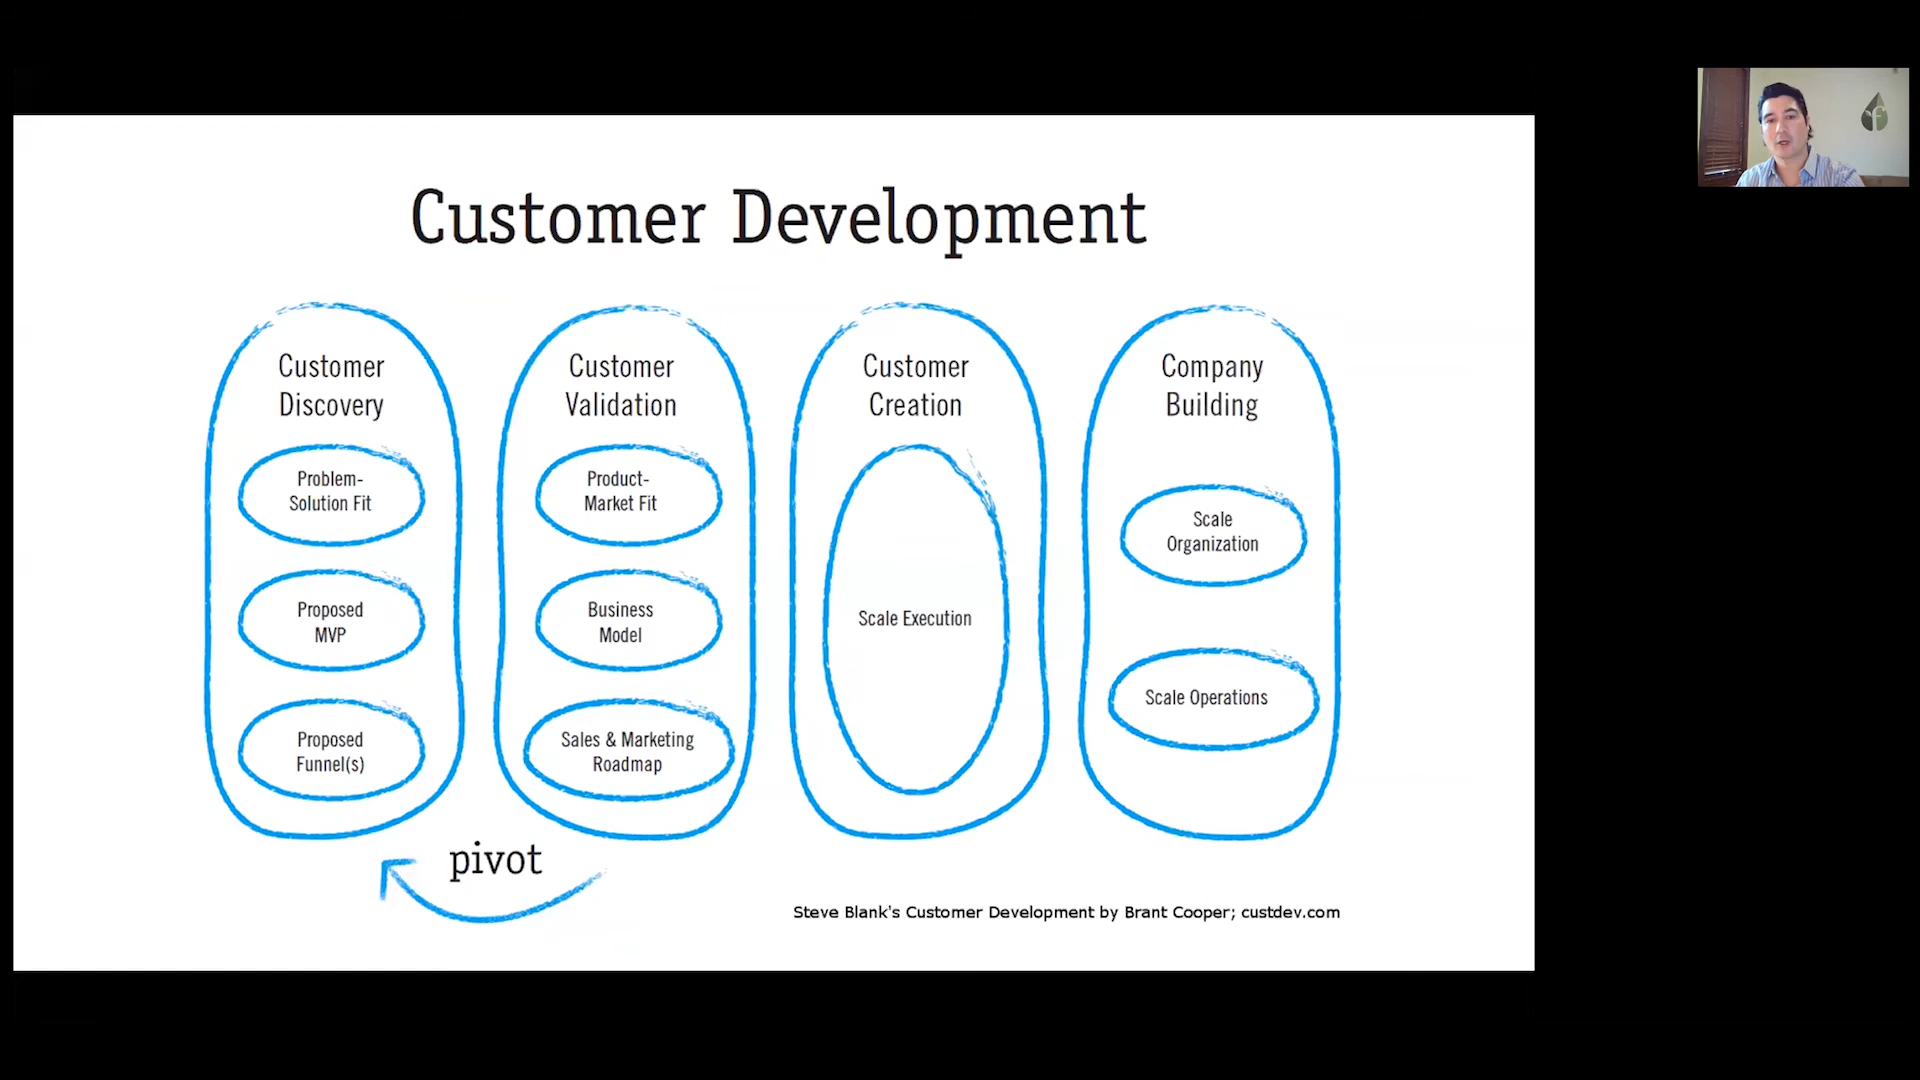 Customer Development
Customer
Discovery
Problem-
Solution Fit
Proposed
MVP
Proposed
Funnel(s)
Customer
Validation
Product-
Market Fit
Business
Model
Sales & Marketing
Roadmap
Customer
Creation
Scale Execution
Company
Building
Scale
Organization
Scale Operations
pivot
Steve Blank's Customer Development by Brant Cooper; custdev.com